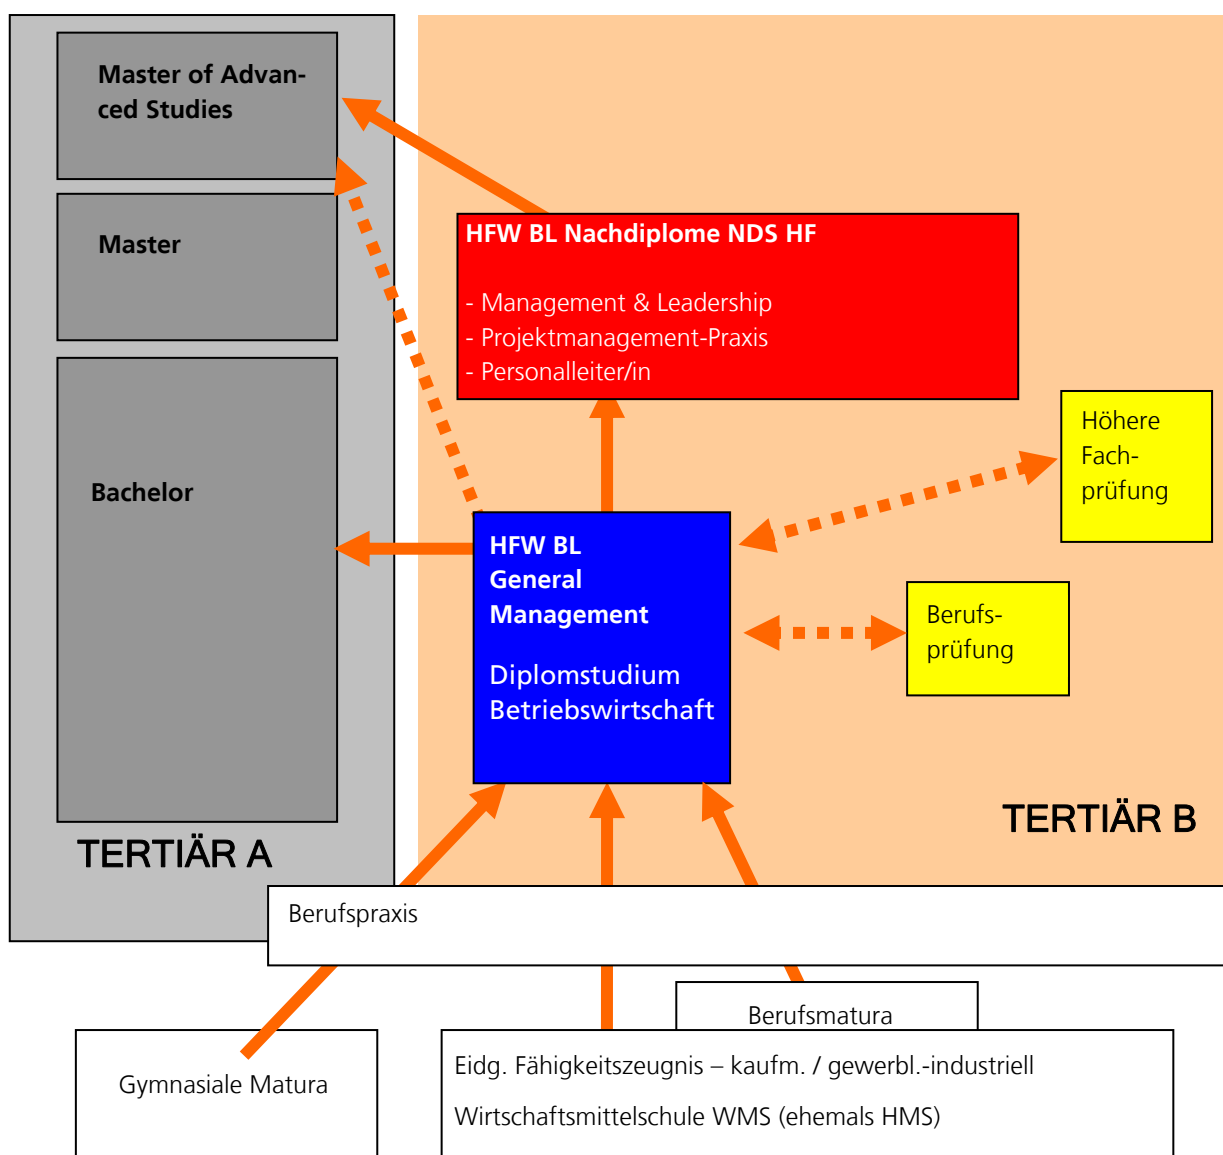 Master of Advan-
ced Studies
Master
Bachelor
TERTIÄR A
HFW BL Nachdiplome NDS HF
- Management & Leadership
- Projektmanagement-Praxis
- Personalleiter/in
Höhere
Fach-
prüfung
HFW BL
General
Management
Diplomstudium
Betriebswirtschaft
Berufs-
prüfung
TERTIÄR B
Berufspraxis
Gymnasiale Matura
Berufsmatura
Eidg. Fähigkeitszeugnis – kaufm. / gewerbl.-industriell
Wirtschaftsmittelschule WMS (ehemals HMS)